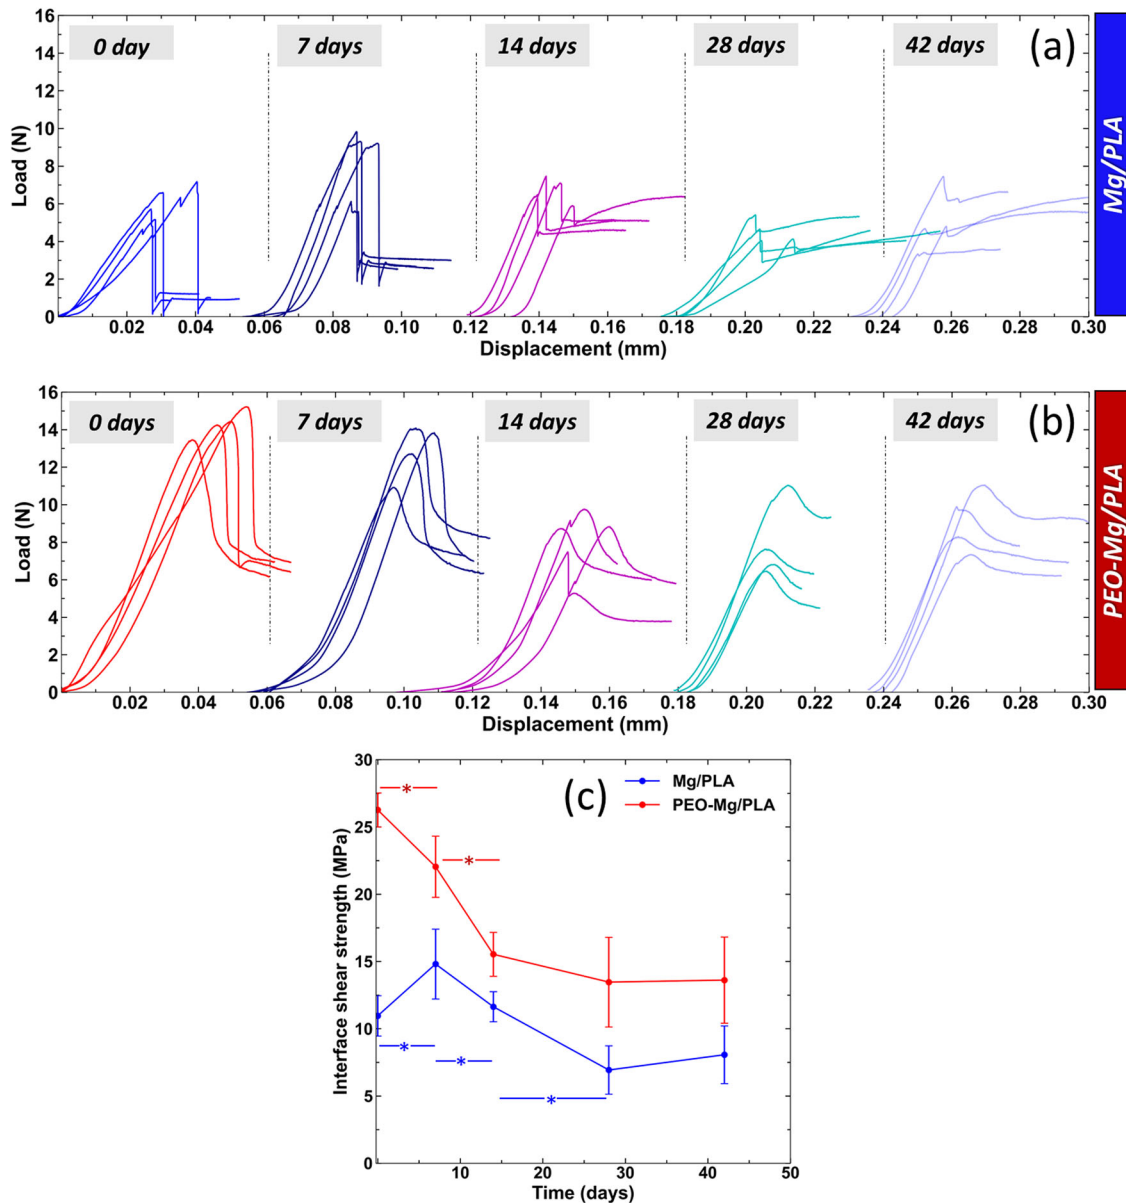 16
14
12
10
8
6
4
2
0
Load (N)
0 day
7 days
14 days
28 days
42 days
(a)
Mg/PLA
0.02
0.04
0.06
0.08
0.10
0.12
0.14
0.16
0.18
0.20
0.22
0.24
0.26
0.28
0.30
Displacement (mm)
16
14
12
10
8
6
4
2
0
Load (N)
0 days
7 days
14 days
28 days
42 days
(b)
PEO-Mg/PLA
0.02
0.04
0.06
0.08
0.10
0.12
0.14
0.16
0.18
0.20
0.22
0.24
0.26
0.28
0.30
Displacement (mm)
30
25
20
15
10
5
0
Interface shear strength (MPa)
*
*
(c)
Mg/PLA
PEO-Mg/PLA
*
*
*
10
20
30
40
50
Time (days)